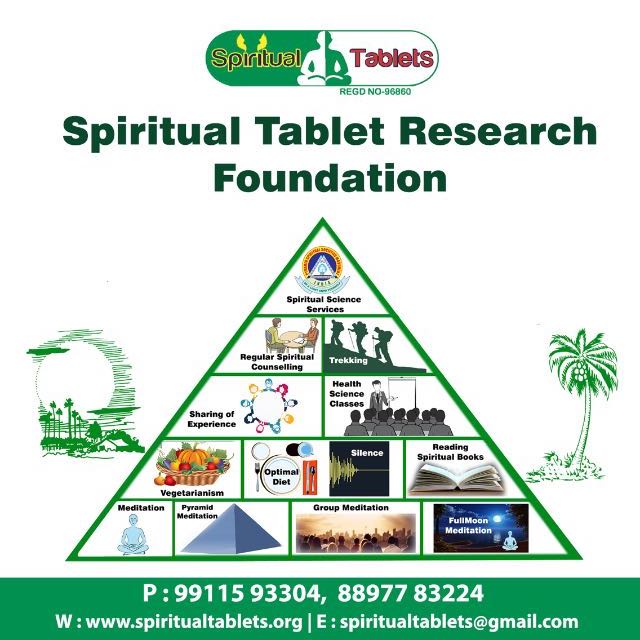 Spiritual Tablets
REGD NO-96860
Spiritual Tablet Research
Foundation
Spiritual Science
Services
Regular Spiritual
Counselling
Trekking
Sharing of
Experience
Health
Science
Classes
Vegetarianism
Optimal
Diet
Silence
Reading
Spiritual Books
Meditation
Pyramid
Meditation
Group Meditation
FullMoon
Meditation
P : 99115 93304, 88977 83224
W : www.spiritualtablets.org | E : spiritualtablets@gmail.com